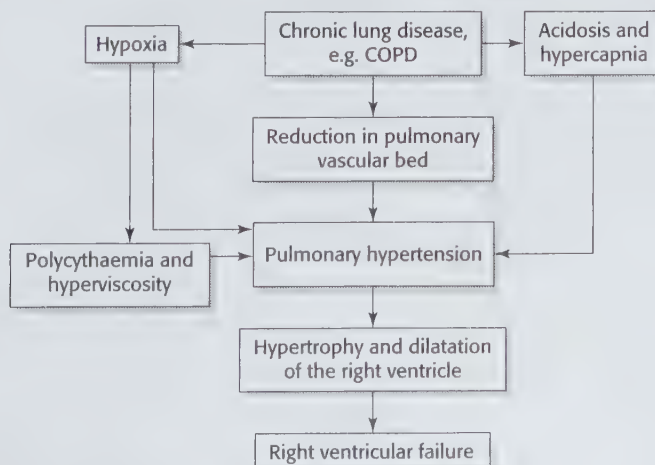 Hypoxia
Chronic lung disease,
e.g. COPD
Acidosis and
hypercapnia
Reduction in pulmonary
vascular bed
Polycythaemia and
hyperviscosity
Pulmonary hypertension
Hypertrophy and dilatation
of the right ventricle
Right ventricular failure